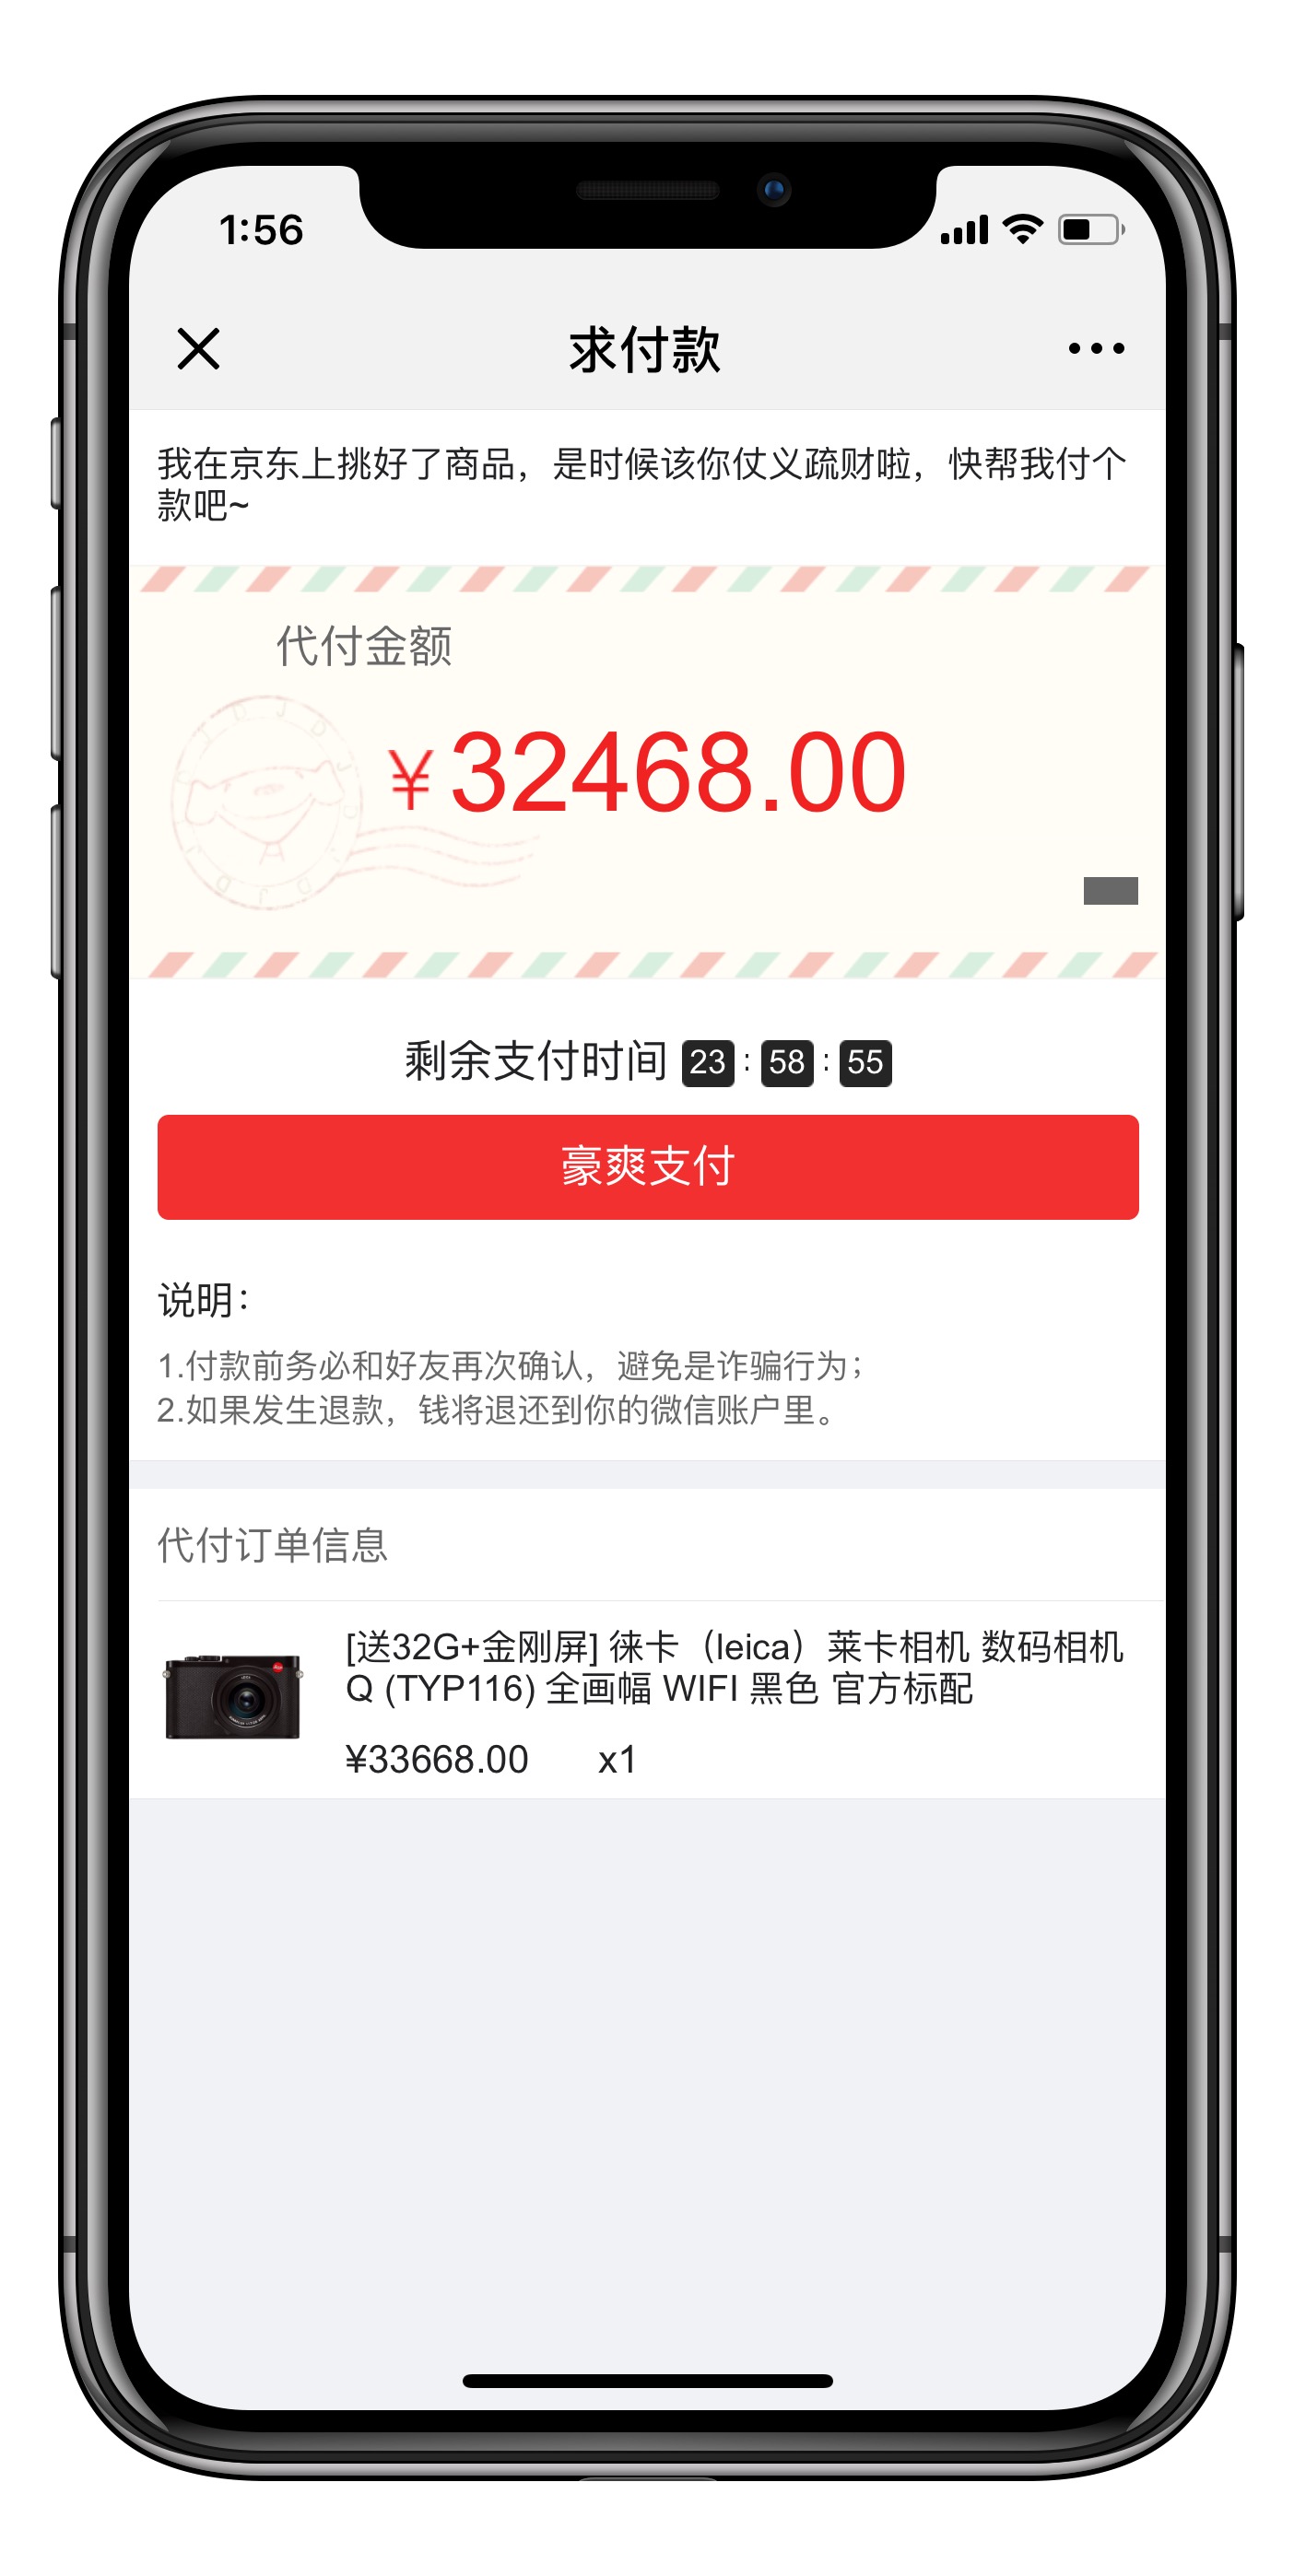 1:56
求付款
我在京东上挑好了商品，是时候该你仗义疏财啦，快帮我付个
款吧~
代付金额
¥32468.00
剩余支付时间 23 : 58 : 55
豪爽支付
说明：
1.付款前务必和好友再次确认，避免是诈骗行为；
2.如果发生退款，钱将退还到你的微信账户里。
代付订单信息
[送32G+金刚屏] 徕卡（leica）莱卡相机 数码相机
Q (TYP116) 全画幅 WIFI 黑色 官方标配
¥33668.00 x1